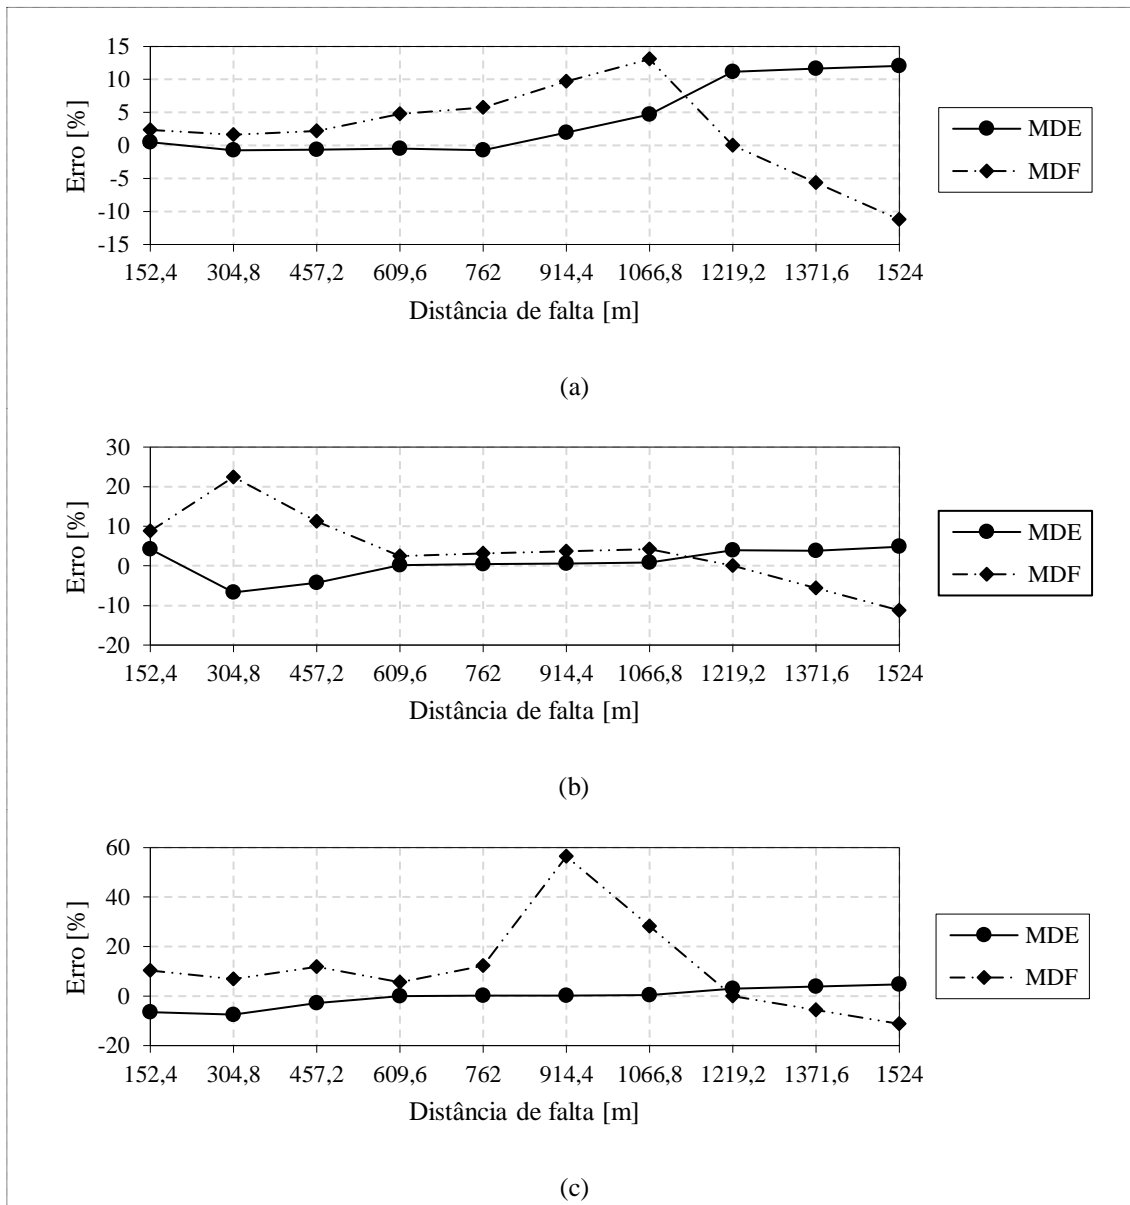 15
10
5
0
-5
-10
-15
Erro [%]
152,4 304,8 457,2 609,6 762 914,4 1066,8 1219,2 1371,6 1524
Distância de falta [m]
MDE
MDF
(a)
30
20
10
0
-10
-20
Erro [%]
152,4 304,8 457,2 609,6 762 914,4 1066,8 1219,2 1371,6 1524
Distância de falta [m]
MDE
MDF
(b)
60
40
20
0
-20
Erro [%]
152,4 304,8 457,2 609,6 762 914,4 1066,8 1219,2 1371,6 1524
Distância de falta [m]
MDE
MDF
(c)